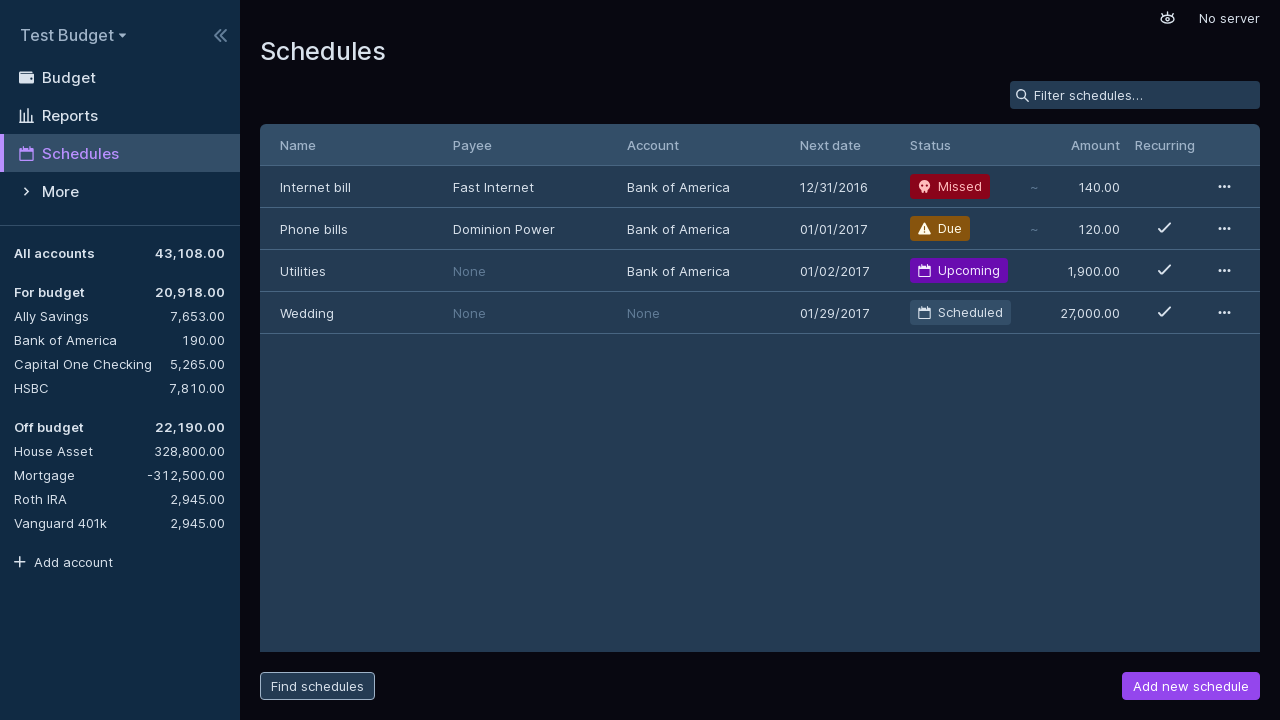 Test Budget
No server
Schedules
Budget
Reports
Schedules
More
All accounts 43,108.00
For budget 20,918.00
Ally Savings 7,653.00
Bank of America 190.00
Capital One Checking 5,265.00
HSBC 7,810.00
Off budget 22,190.00
House Asset 328,800.00
Mortgage -312,500.00
Roth IRA 2,945.00
Vanguard 401k 2,945.00
Add account
Filter schedules…
Name Payee Account Next date Status Amount Recurring
Internet bill Fast Internet Bank of America 12/31/2016 Missed ~ 140.00
Phone bills Dominion Power Bank of America 01/01/2017 Due ~ 120.00
Utilities None Bank of America 01/02/2017 Upcoming 1,900.00
Wedding None None 01/29/2017 Scheduled 27,000.00
Find schedules
Add new schedule